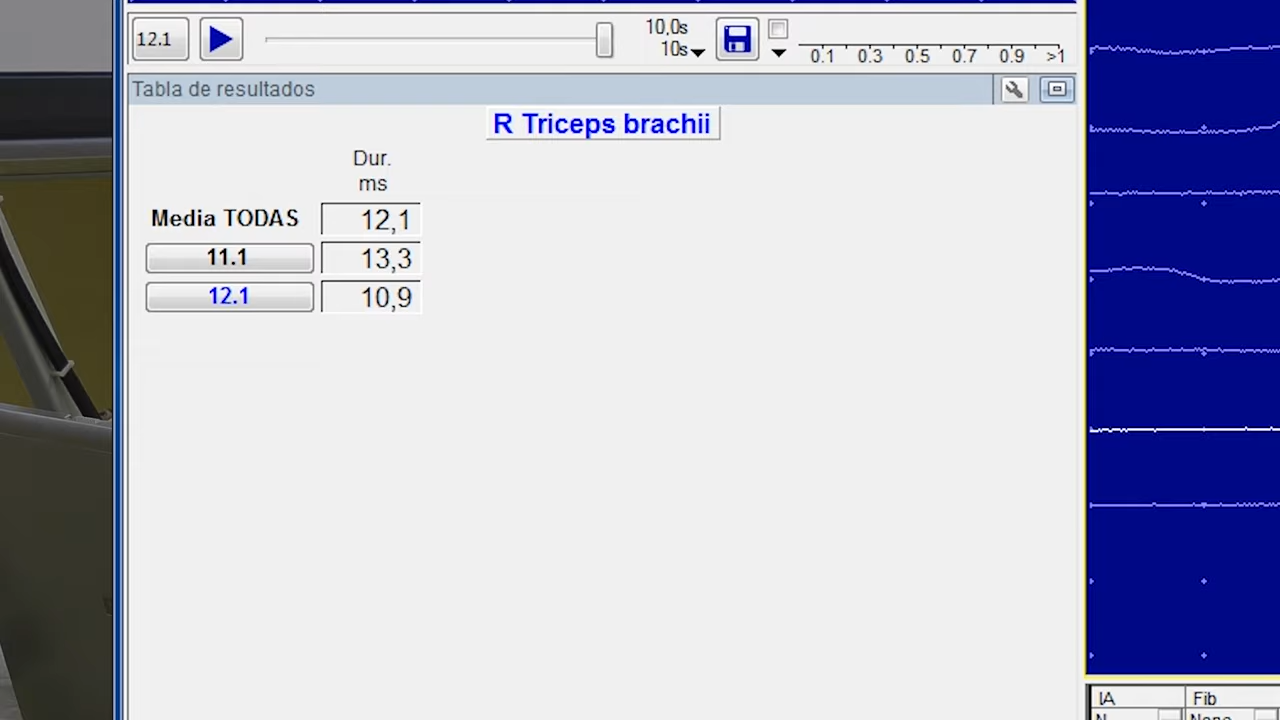 12.1
10,0s
10s
0.1 0.3 0.5 0.7 0.9 >1
Tabla de resultados
R Triceps brachii
Dur.
ms
Media TODAS 12,1
11.1 13,3
12.1 10,9
IA Fib
N None